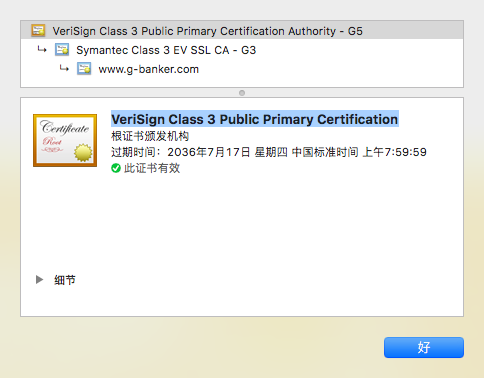 VeriSign Class 3 Public Primary Certification Authority - G5
Symantec Class 3 EV SSL CA - G3
www.g-banker.com
Certificate
Root
VeriSign Class 3 Public Primary Certification
根证书颁发机构
过期时间：2036年7月17日 星期四 中国标准时间 上午7:59:59
此证书有效
细节
好